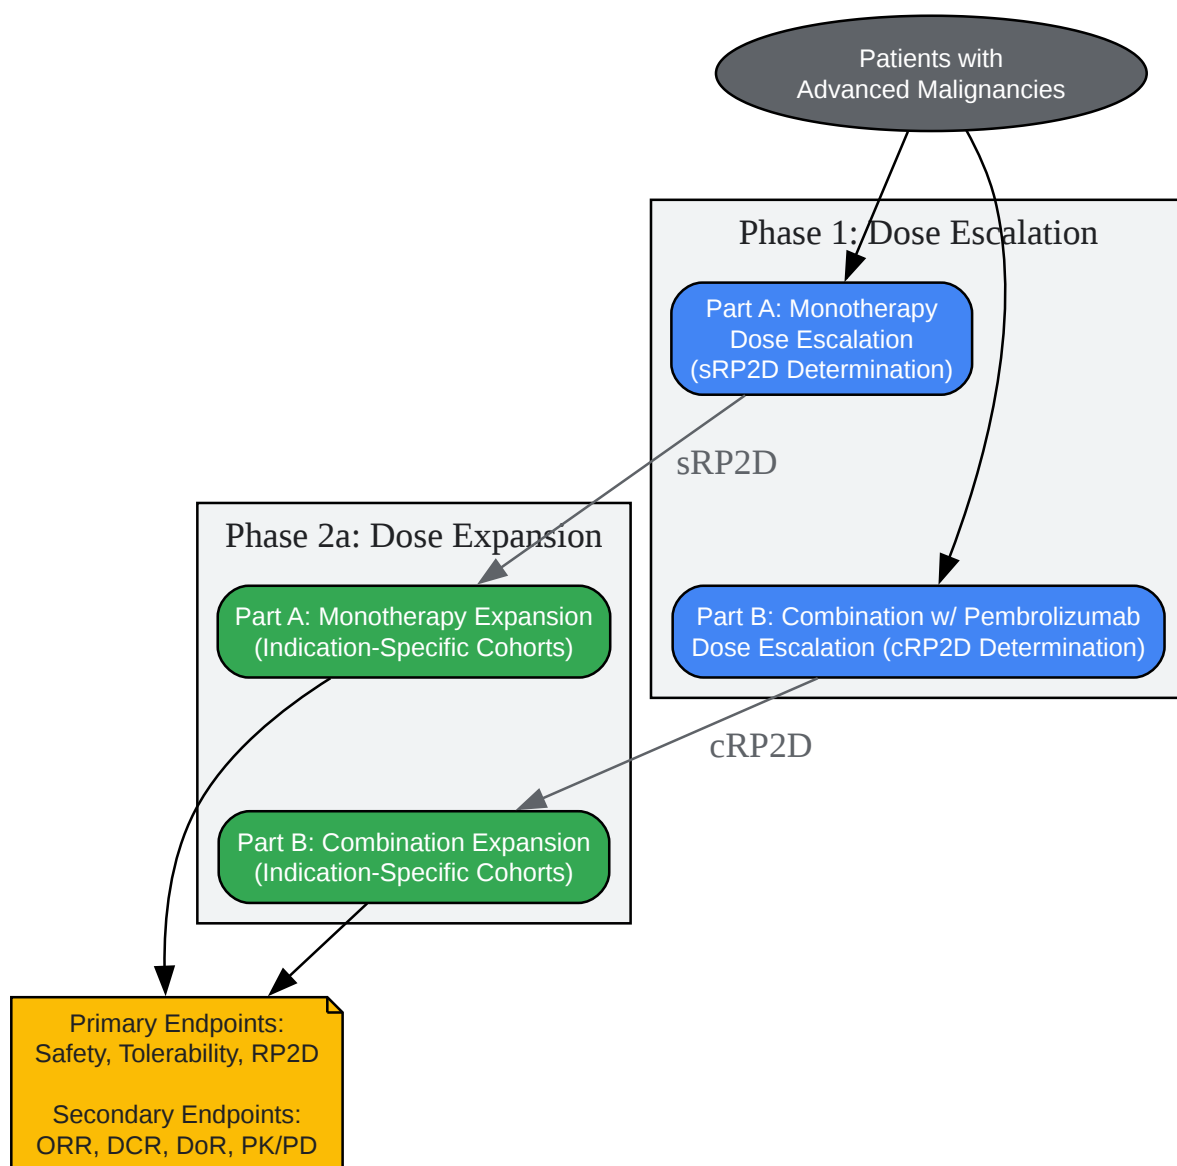 Patients with
Advanced Malignancies
Phase 1: Dose Escalation
Part A: Monotherapy
Dose Escalation
(sRP2D Determination)
sRP2D
Phase 2a: Dose Expansion
Part A: Monotherapy Expansion
(Indication-Specific Cohorts)
Part B: Combination w/ Pembrolizumab
Dose Escalation (cRP2D Determination)
cRP2D
Part B: Combination Expansion
(Indication-Specific Cohorts)
Primary Endpoints:
Safety, Tolerability, RP2D
Secondary Endpoints:
ORR, DCR, DoR, PK/PD